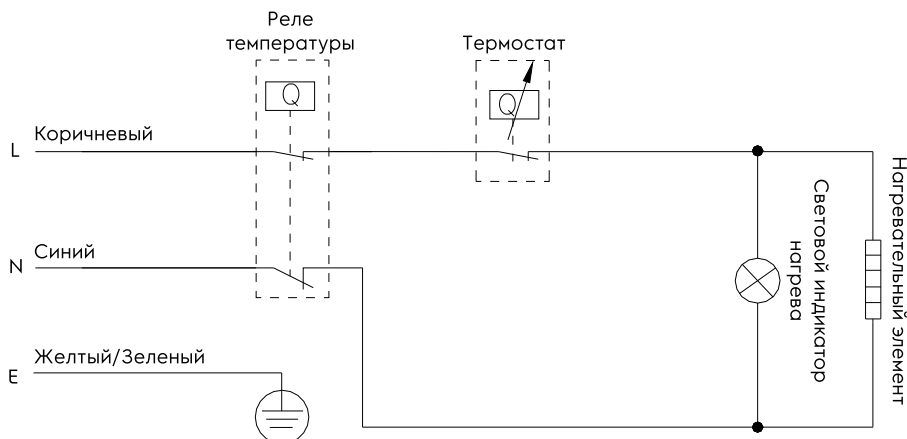 Реле
температуры
Термостат
Q
Q
L
Коричневый
N
Синий
E
Желтый/Зеленый
Световой индикатор
нагрева
Нагревательный элемент